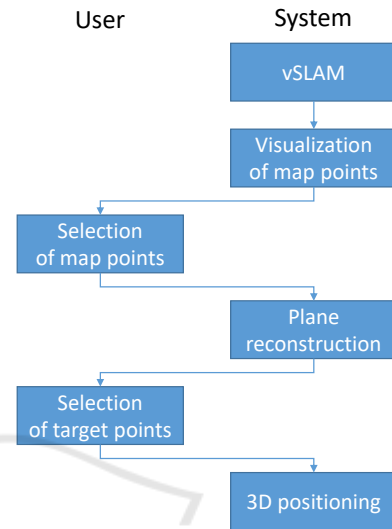 User
System
vSLAM
Visualization
of map points
Selection
of map points
Plane
reconstruction
Selection
of target points
3D positioning